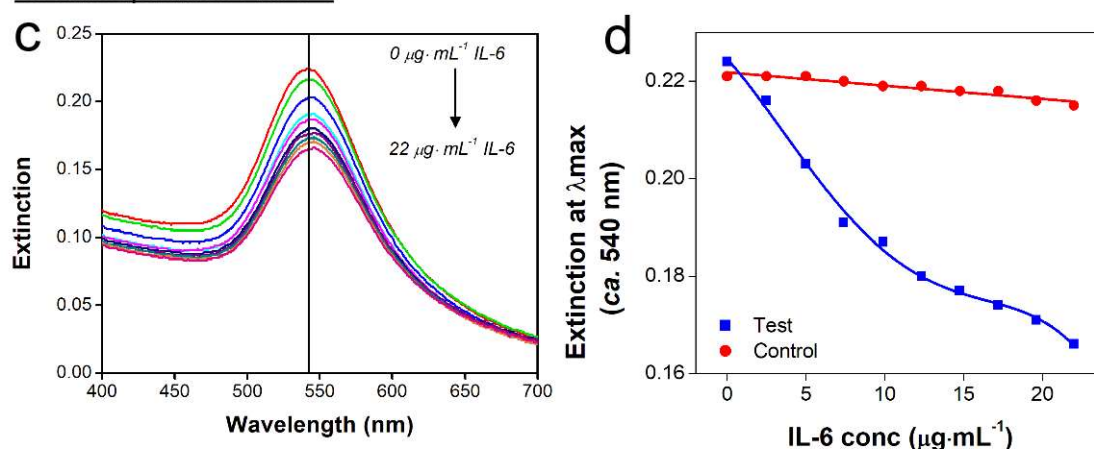 c
0 μg·mL⁻¹ IL-6
22 μg·mL⁻¹ IL-6
Extinction
0.25
0.20
0.15
0.10
0.05
0.00
400 450 500 550 600 650 700
Wavelength (nm)
d
Extinction at λmax
(ca. 540 nm)
0.22
0.20
0.18
0.16
Test
Control
0 5 10 15 20
IL-6 conc (μg·mL⁻¹)